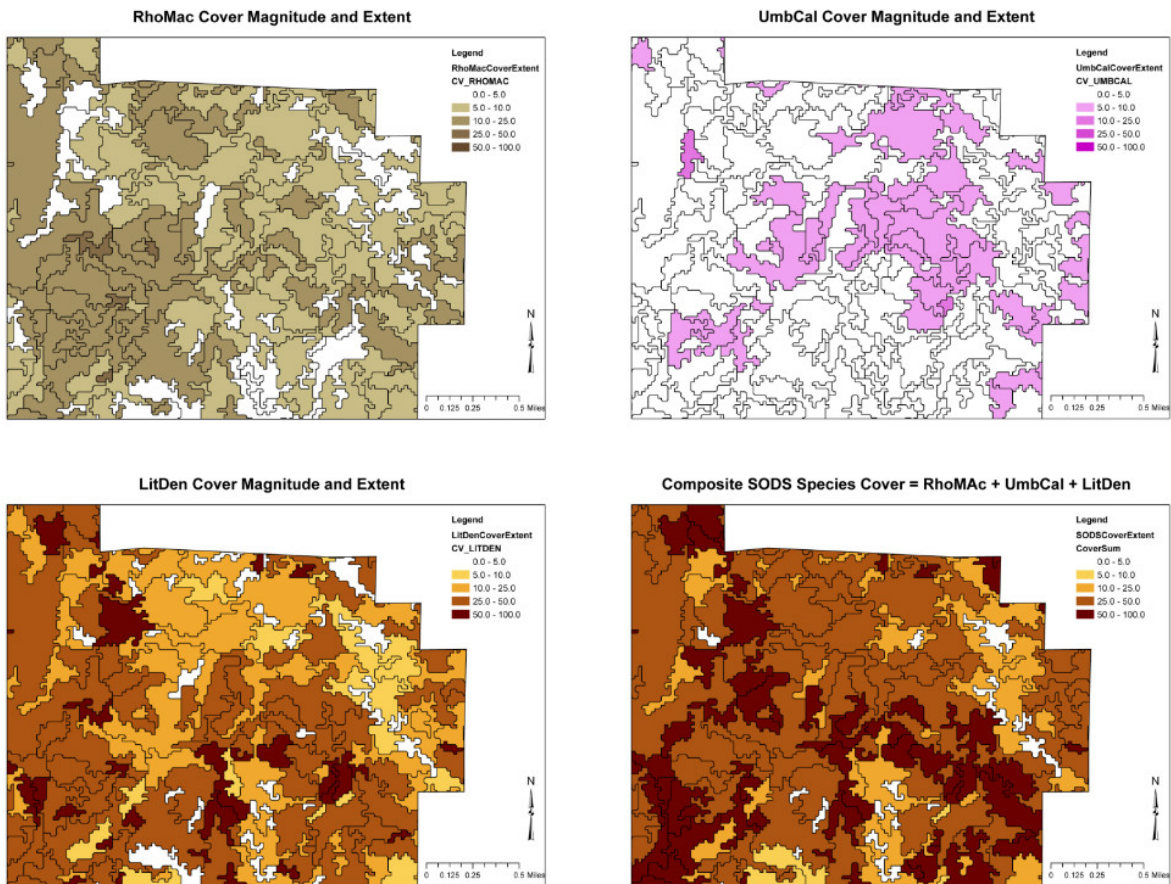 RhoMac Cover Magnitude and Extent
Legend
RhoMacCoverExtent
CV_RHOMAC
0.0 - 5.0
5.0 - 10.0
10.0 - 25.0
25.0 - 50.0
50.0 - 100.0
N
0 0.125 0.25 0.5 Miles
UmbCal Cover Magnitude and Extent
Legend
UmbCalCoverExtent
CV_UMBCAL
0.0 - 5.0
5.0 - 10.0
10.0 - 25.0
25.0 - 50.0
50.0 - 100.0
N
0 0.125 0.25 0.5 Miles
LitDen Cover Magnitude and Extent
Legend
LitDenCoverExtent
CV_LITDEN
0.0 - 5.0
5.0 - 10.0
10.0 - 25.0
25.0 - 50.0
50.0 - 100.0
N
0 0.125 0.25 0.5 Miles
Composite SODS Species Cover = RhoMAc + UmbCal + LitDen
Legend
SODSCoverExtent
CoverSum
0.0 - 5.0
5.0 - 10.0
10.0 - 25.0
25.0 - 50.0
50.0 - 100.0
N
0 0.125 0.25 0.5 Miles